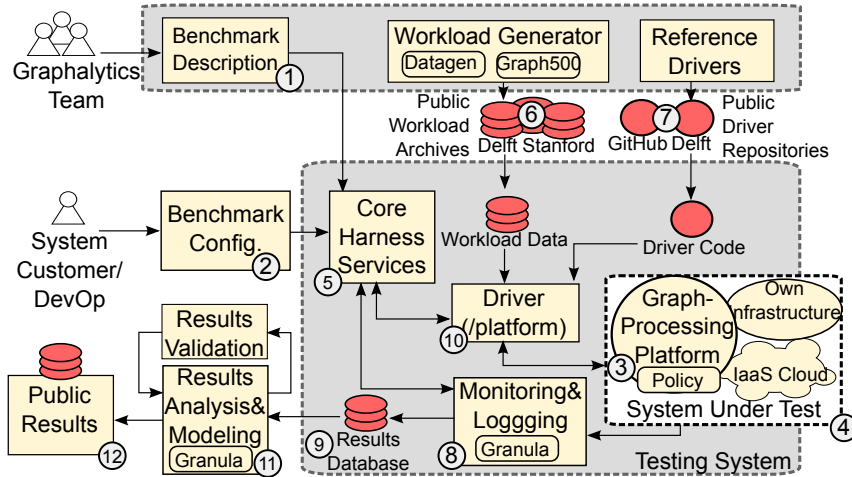 Graphalytics
Team
Benchmark
Description
1
Workload Generator
Datagen
Graph500
Reference
Drivers
Public
Workload
Archives
6
Delft Stanford
7
GitHub Delft
Public
Driver
Repositories
System
Customer/
DevOp
Benchmark
Config.
2
Core
Harness
Services
5
Workload Data
Driver Code
Driver
(/platform)
10
Graph-
Processing
Platform
3
Policy
Own
Infrastructure
IaaS Cloud
System Under Test
4
Results
Validation
Results
Analysis&
Modeling
Granula
11
Public
Results
12
9
Results
Database
Monitoring&
Loggging
8
Granula
Testing System